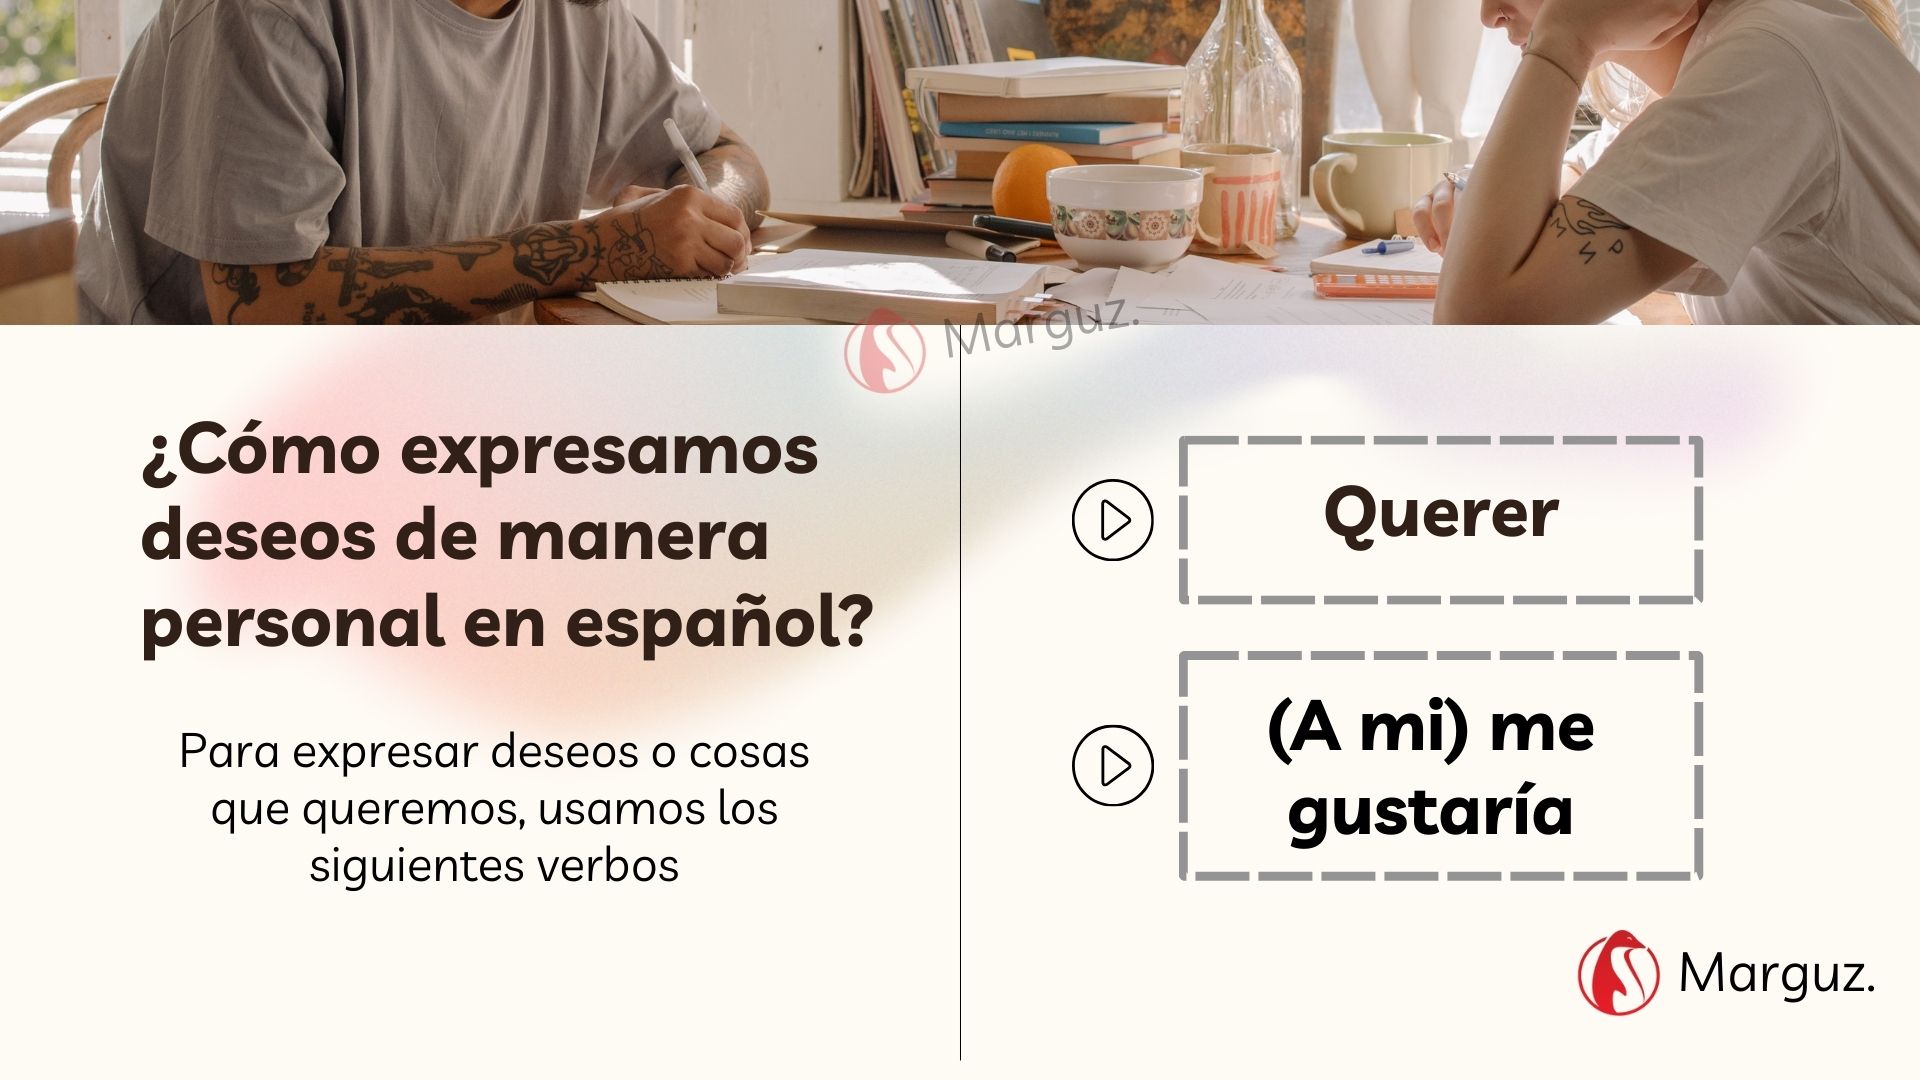 Marguz.
¿Cómo expresamos
deseos de manera
personal en español?
Para expresar deseos o cosas
que queremos, usamos los
siguientes verbos
Querer
(A mi) me
gustaría
Marguz.